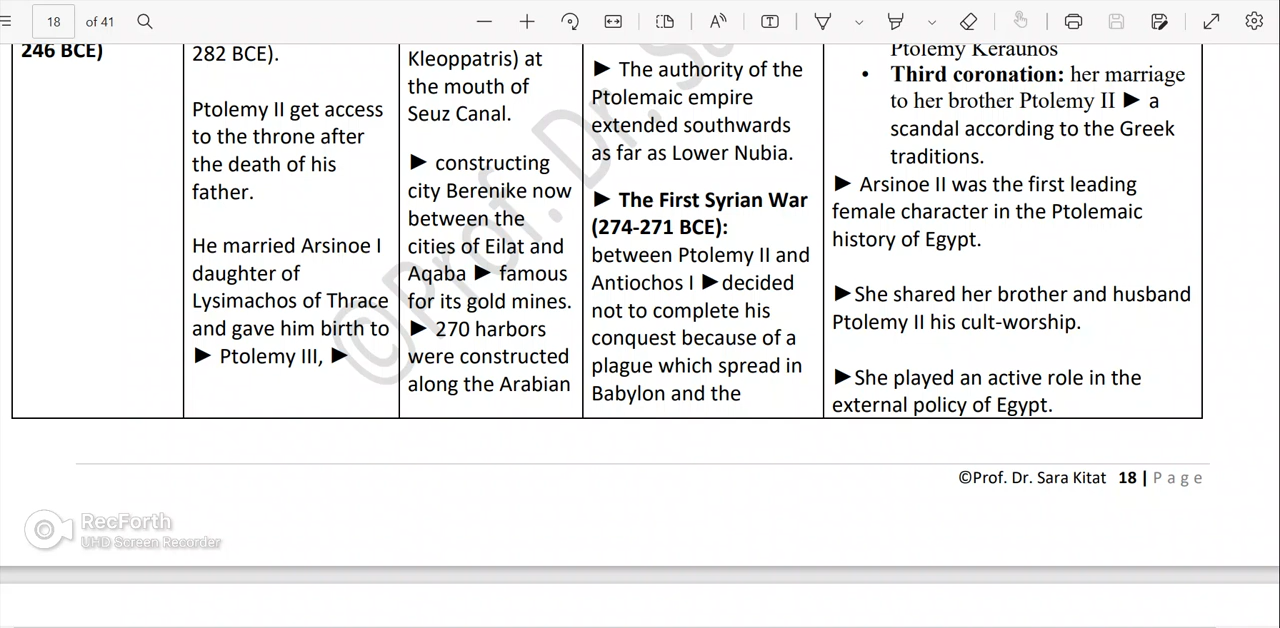 18 of 41
246 BCE)
282 BCE).
Ptolemy II get access
to the throne after
the death of his
father.
He married Arsinoe I
daughter of
Lysimachos of Thrace
and gave him birth to
► Ptolemy III, ►
Kleoppatris) at
the mouth of
Seuz Canal.
► constructing
city Berenike now
between the
cities of Eilat and
Aqaba ► famous
for its gold mines.
► 270 harbors
were constructed
along the Arabian
► The authority of the
Ptolemaic empire
extended southwards
as far as Lower Nubia.
► The First Syrian War
(274-271 BCE):
between Ptolemy II and
Antiochos I ►decided
not to complete his
conquest because of a
plague which spread in
Babylon and the
Ptolemy Keraunos
• Third coronation: her marriage
to her brother Ptolemy II ► a
scandal according to the Greek
traditions.
► Arsinoe II was the first leading
female character in the Ptolemaic
history of Egypt.
►She shared her brother and husband
Ptolemy II his cult-worship.
►She played an active role in the
external policy of Egypt.
©Prof. Dr. Sa
©Prof. Dr. Sara Kitat 18 | Page
RecForth
UHD Screen Recorder